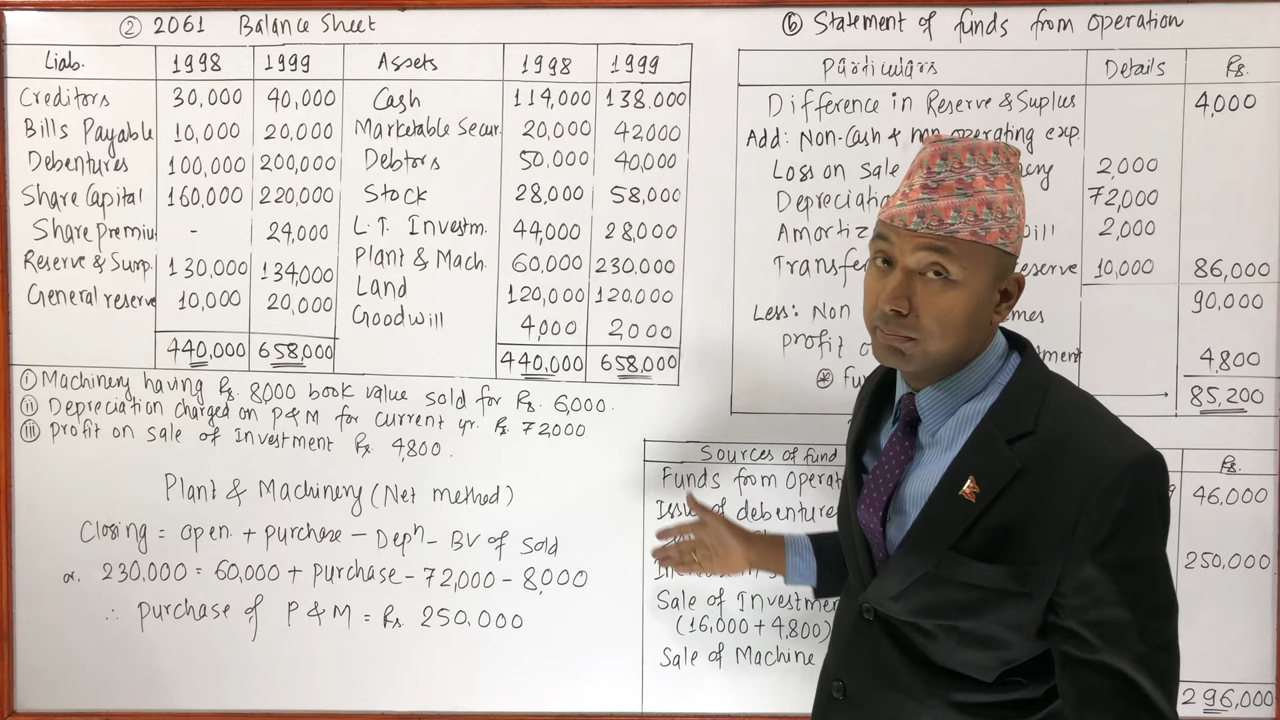 ② 2061 Balance Sheet
Liab. 1998 1999 Assets 1998 1999
Creditors 30,000 40,000 Cash 114,000 138.000
Bills Payable 10,000 20,000 Marketable Secur. 20,000 42000
Debentures 100,000 200,000 Debtors 50.000 40,000
Share Capital 160,000 220,000 Stock 28,000 58,000
Share Premiu - 24,000 L.T. Investm. 44,000 28,000
Reserve & Surp. 130,000 134,000 Plant & Mach. 60,000 230.000
General reserve 10,000 20,000 Land 120,000 120,000
Goodwill 4,000 2000
440,000 658,000 440,000 658,000
(i) Machinery having Rs. 8,000 book value sold for Rs. 6,000.
(ii) Depreciation charged on P & M for current yr. Rs. 72,000
(iii) Profit on sale of Investment Rs. 4,800.
Plant & Machinery (Net method)
Closing = open. + purchase - Depn - BV of sold
or. 230,000 = 60,000 + purchase - 72,000 - 8,000
∴ purchase of P & M = Rs. 250.000
⑥ Statement of funds from operation
Particulars Details Rs.
Difference in Reserve & Suplus 4,000
Add: Non-Cash & non operating exp.
Loss on sale 2,000
72,000
2,000
reserve 10,000 86,000
90,000
Less: Non
profit 4,800
85,200
Sources of fund Rs.
Funds from 46,000
of debentures
250,000
Sale of
(16,000 + 4,800)
Sale of Machine
296,000